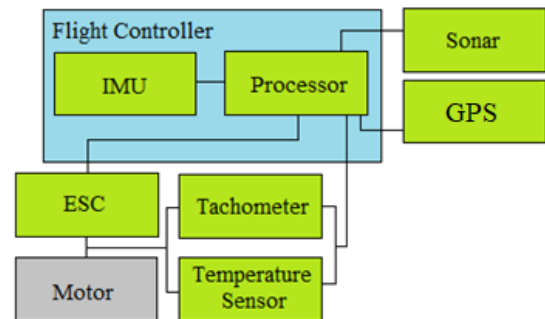 Flight Controller
IMU
Processor
Sonar
GPS
ESC
Tachometer
Motor
Temperature
Sensor